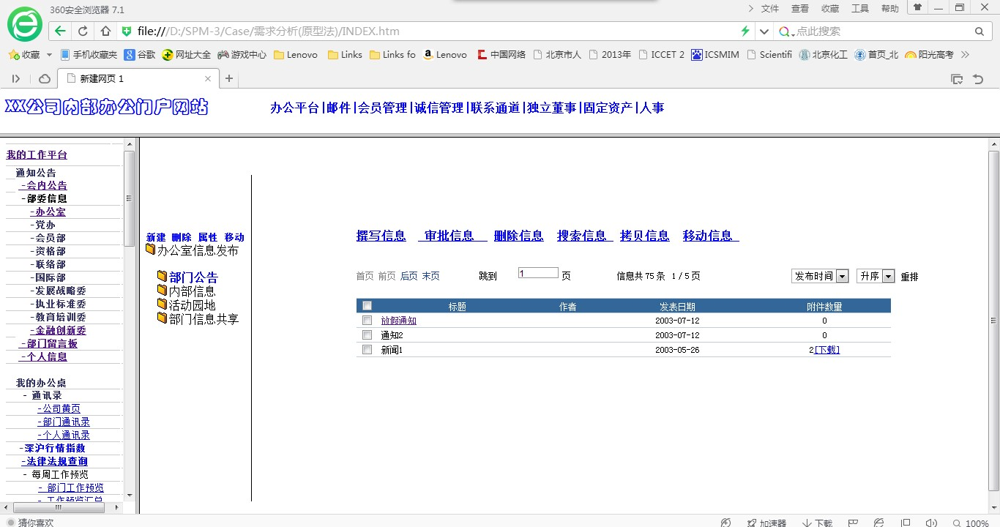 360安全浏览器 7.1
文件 查看 收藏 工具 帮助
file:///D:/SPM-3/Case/需求分析(原型法)/INDEX.htm
点此搜索
收藏 手机收藏夹 谷歌 网址大全 游戏中心 Lenovo Links Links fo Lenovo 中国网络 北京市人 2013年 ICCET 2 ICSMIM Scientifi 北京化工 首页_北 阳光高考
新建网页 1
XX公司内部办公门户网站
办公平台|邮件|会员管理|诚信管理|联系通道|独立董事|固定资产|人事
我的工作平台
通知公告
-会内公告
-部委信息
-办公室
-党办
-会员部
-资格部
-联络部
-国际部
-发展战略委
-执业标准委
-教育培训委
-金融创新委
-部门留言板
-个人信息
我的办公桌
- 通讯录
-公司黄页
-部门通讯录
-个人通讯录
-深沪行情指数
-法律法规查询
- 每周工作预览
- 部门工作预览
- 工作预览汇总
新建 删除 属性 移动
办公室信息发布
部门公告
内部信息
活动园地
部门信息共享
撰写信息 审批信息 删除信息 搜索信息 拷贝信息 移动信息
首页 前页 后页 末页 跳到 1 页 信息共 75 条 1 / 5 页 发布时间 升序 重排
标题 作者 发表日期 附件数量
放假通知 2003-07-12 0
通知2 2003-07-12 0
新闻1 2003-05-26 2[下载]
猜你喜欢
加速器 下载 100%